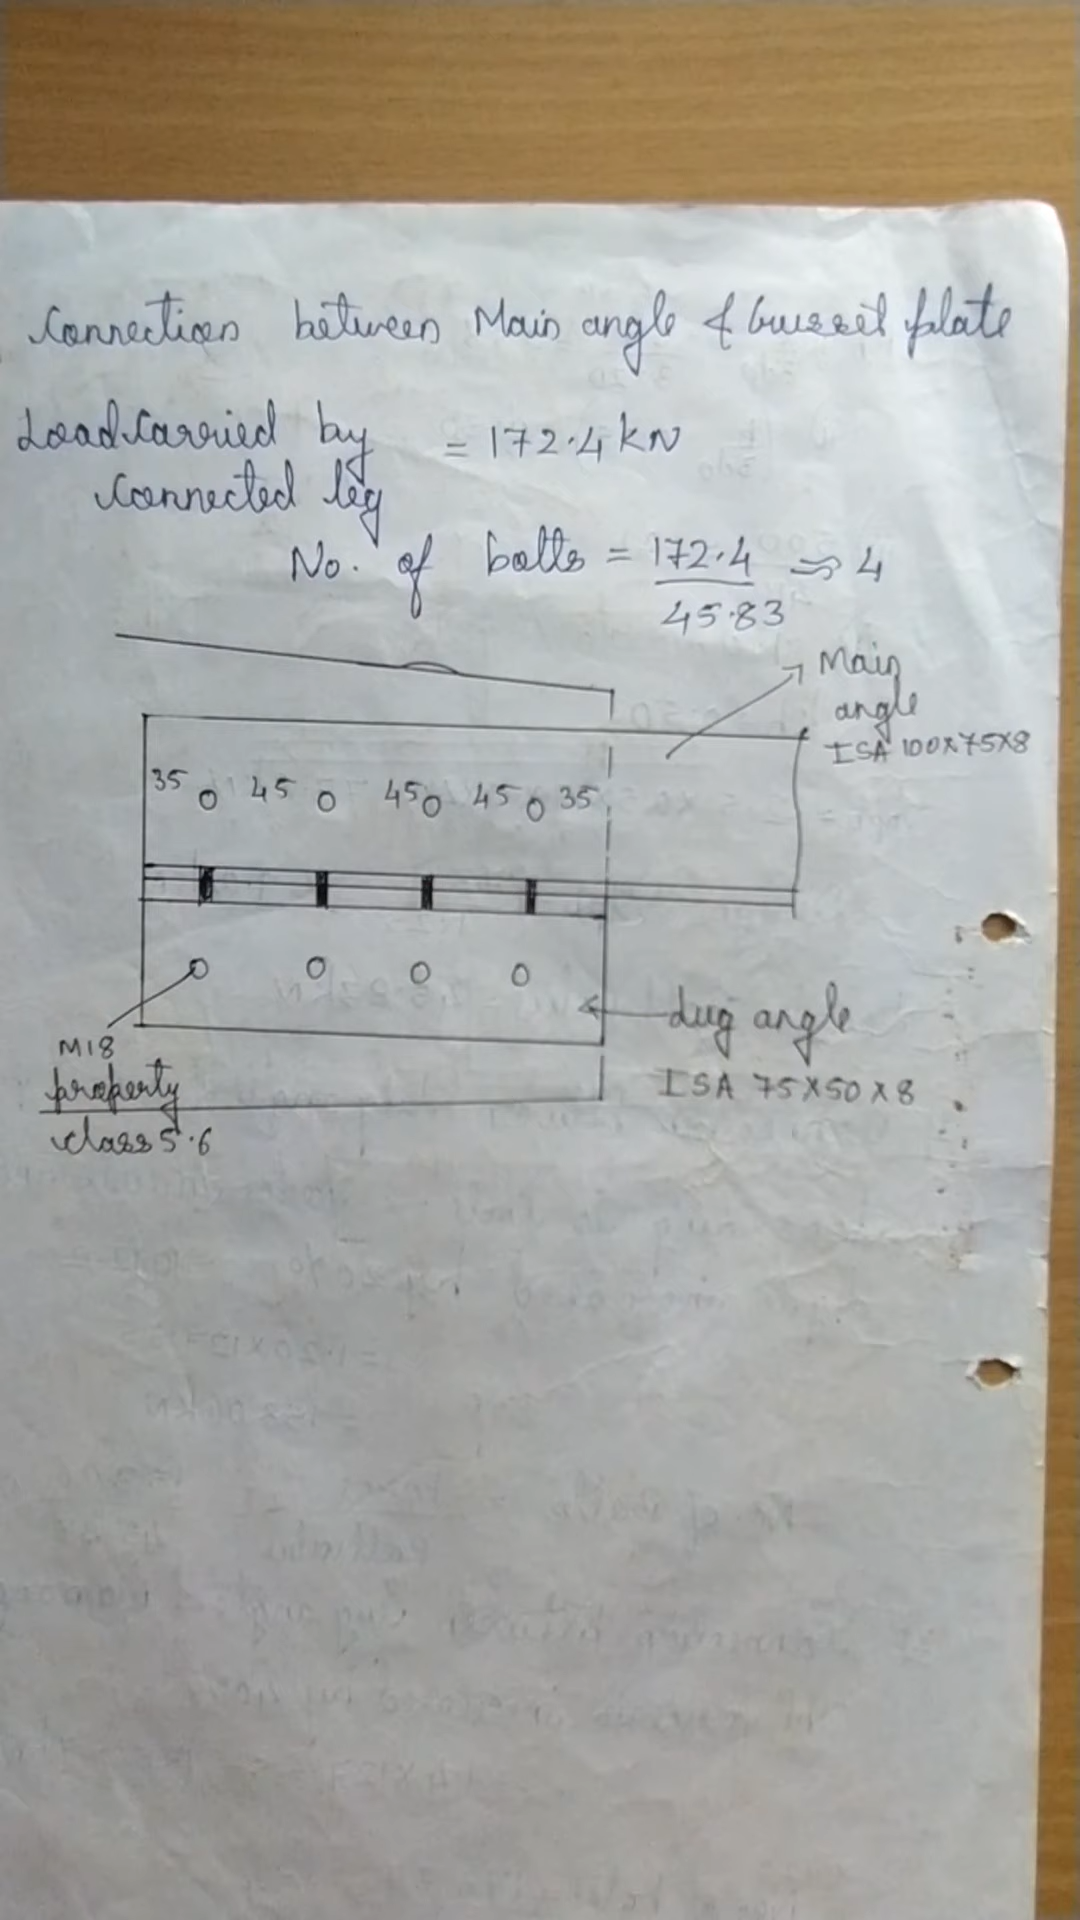 Connection between Main angle & Gusset plate
Load Carried by = 172.4 kN
Connected leg
No. of bolts = 172.4 / 45.83 ≈ 4
Main
angle
ISA 100x75x8
35 45 45 45 35
Lug angle
ISA 75x50x8
M18
property
class 5.6